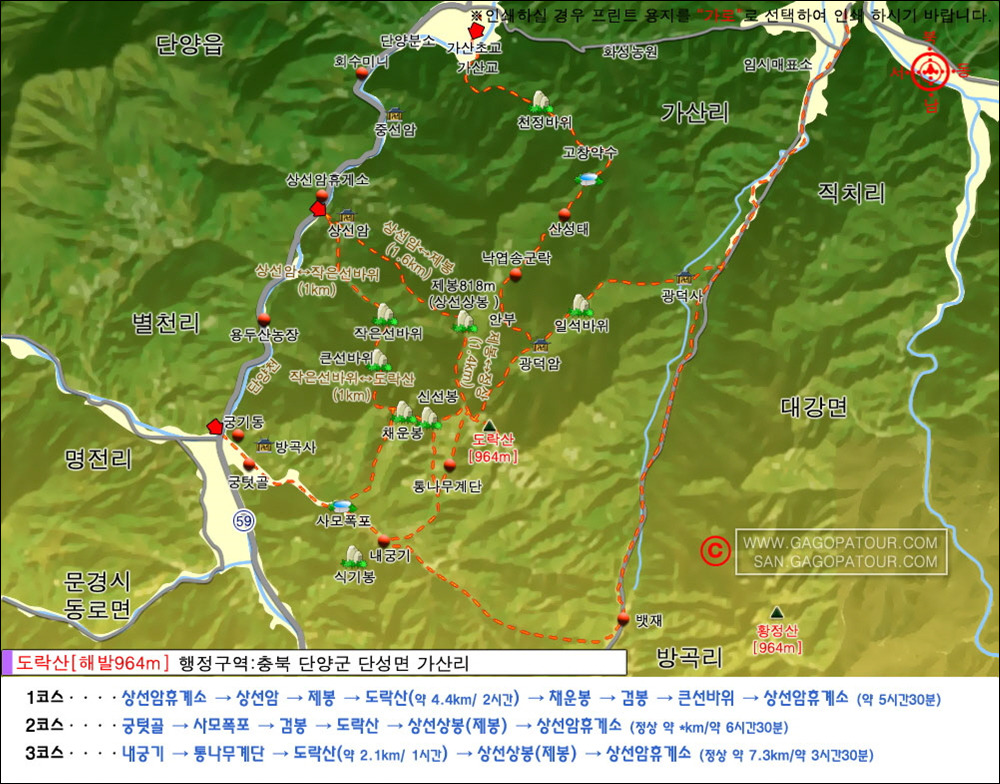 ※인쇄하실 경우 프린트 용지를 "가로"로 선택하여 인쇄 하시기 바랍니다.
단양읍
단양분소
가산초교
가산교
화성농원
임시매표소
북
서
동
남
회수미니
중선암
천정바위
가산리
고창약수
직치리
상선암휴게소
상선암
산성태
상선암↔제봉
(1.6km)
낙엽송군락
상선암↔작은선바위
(1km)
제봉818m
(상선상봉 )
안부
일석바위
광덕사
별천리
용두산농장
작은선바위
광덕암
제봉↔정상
(1.4km)
큰선바위
작은선바위↔도락산
(1km)
단양천
신선봉
채운봉
도락산
[964m]
대강면
궁기동
방곡사
명전리
궁텃골
통나무계단
사모폭포
59
내궁기
식기봉
문경시
동로면
C
WWW.GAGOPATOUR.COM
SAN.GAGOPATOUR.COM
뱃재
황정산
[964m]
방곡리
도락산[해발964m] 행정구역:충북 단양군 단성면 가산리
1코스 · · · · 상선암휴게소 → 상선암 → 제봉 → 도락산(약 4.4km/ 2시간) → 채운봉 → 검봉 → 큰선바위 → 상선암휴게소 (약 5시간30분)
2코스 · · · · 궁텃골 → 사모폭포 → 검봉 → 도락산 → 상선상봉(제봉) → 상선암휴게소 (정상 약 *km/약 6시간30분)
3코스 · · · · 내궁기 → 통나무계단 → 도락산(약 2.1km/ 1시간) → 상선상봉(제봉) → 상선암휴게소 (정상 약 7.3km/약 3시간30분)